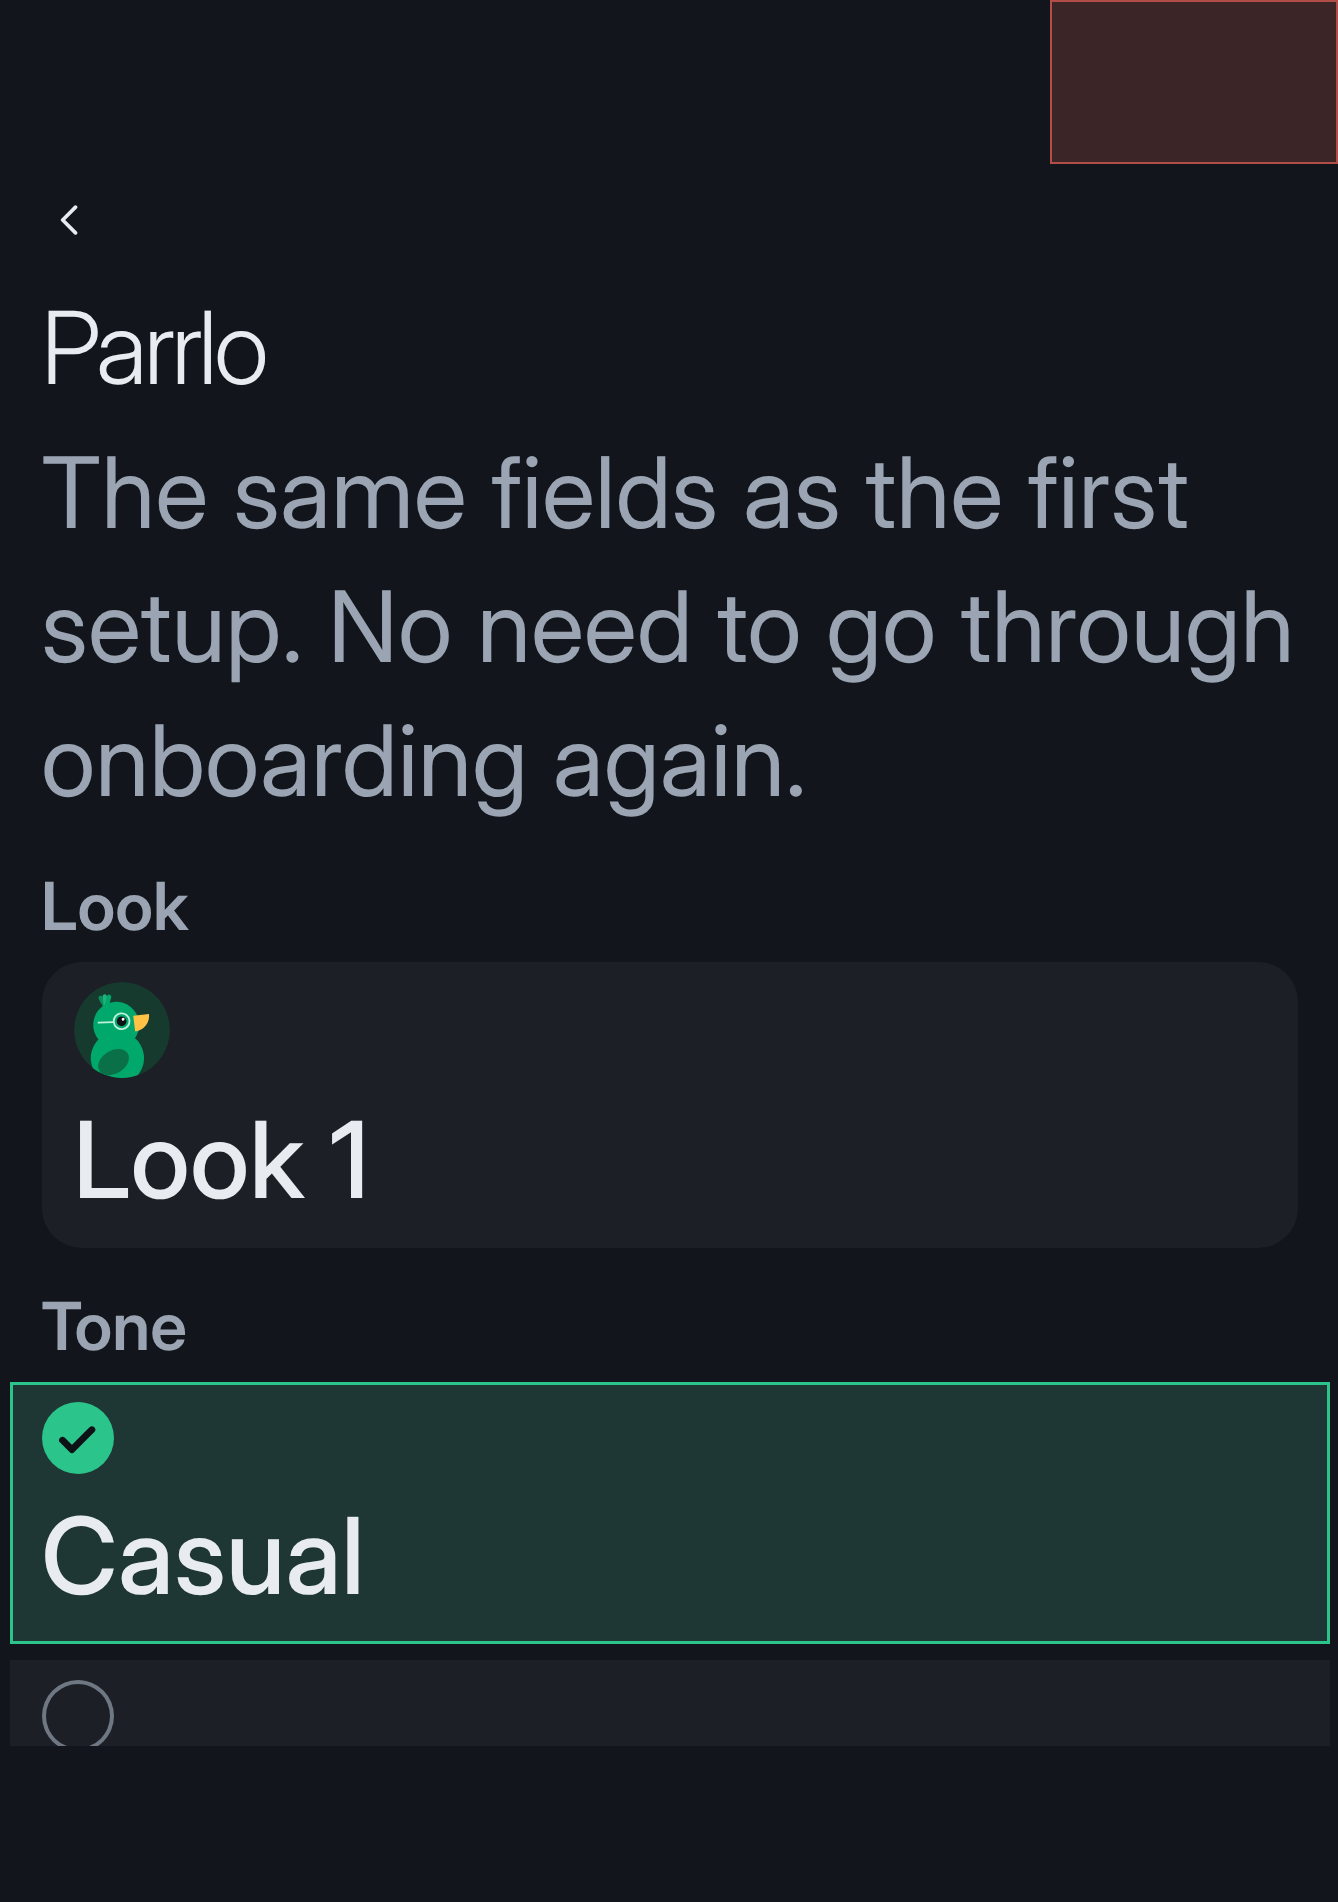 Parrlo
The same fields as the first
setup. No need to go through
onboarding again.
Look
Look 1
Tone
Casual